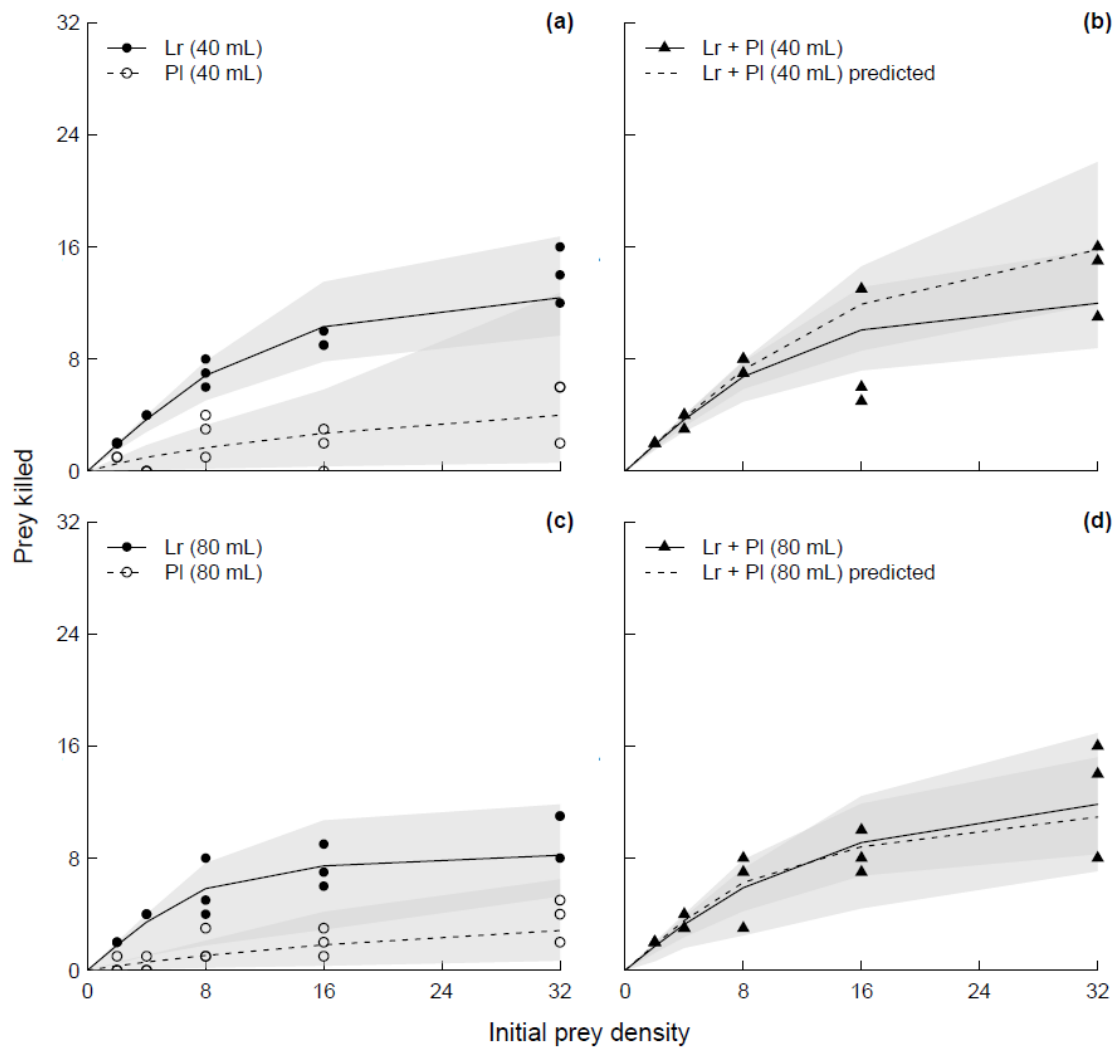 (a)
Lr (40 mL)
Pl (40 mL)
32
24
16
8
0
(b)
Lr + Pl (40 mL)
Lr + Pl (40 mL) predicted
Prey killed
(c)
Lr (80 mL)
Pl (80 mL)
32
24
16
8
0
0
8
16
24
32
(d)
Lr + Pl (80 mL)
Lr + Pl (80 mL) predicted
0
8
16
24
32
Initial prey density